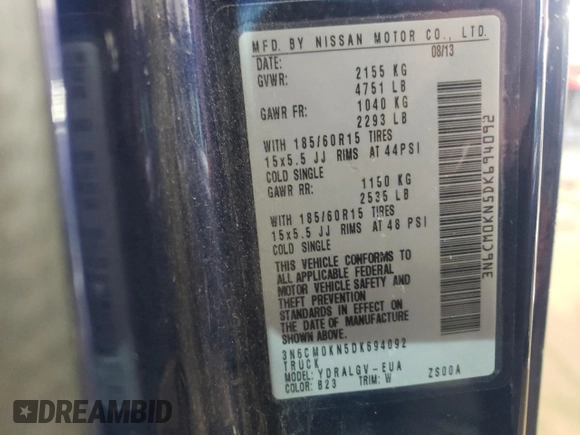 MFD. BY NISSAN MOTOR CO., LTD.
DATE: 08/13
GVWR: 2155 KG
4751 LB
GAWR FR: 1040 KG
2293 LB
WITH 185/60R15 TIRES
15x5.5 JJ RIMS AT 44PSI
COLD SINGLE
GAWR RR: 1150 KG
2535 LB
WITH 185/60R15 TIRES
15x5.5 JJ RIMS AT 48 PSI
COLD SINGLE
THIS VEHICLE CONFORMS TO
ALL APPLICABLE FEDERAL
MOTOR VEHICLE SAFETY AND
THEFT PREVENTION
STANDARDS IN EFFECT ON
THE DATE OF MANUFACTURE
SHOWN ABOVE.
3N6CM0KN5DK694092
TRUCK
MODEL: YDRALGV-EUA
COLOR: B23 TRIM: W ZS00A
3N6CM0KN5DK694092
DREAMBID